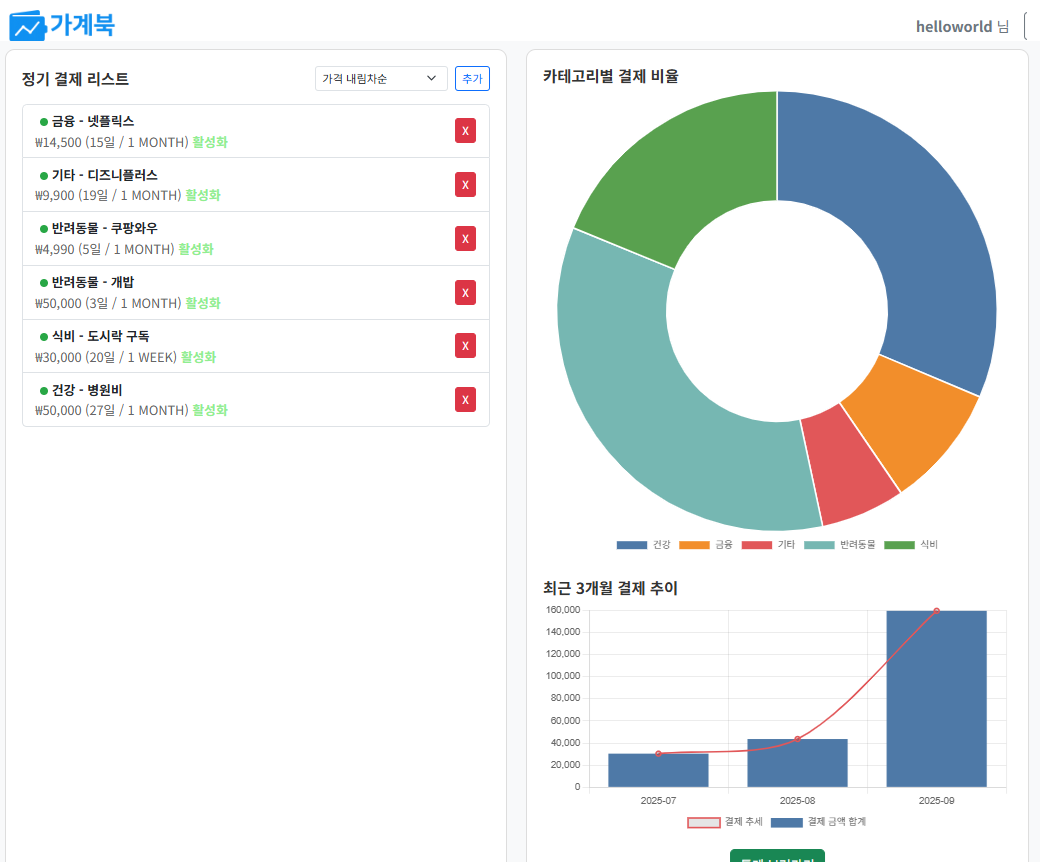 가계북
helloworld 님
정기 결제 리스트
가격 내림차순
추가
금융 - 넷플릭스
₩14,500 (15일 / 1 MONTH) 활성화
X
기타 - 디즈니플러스
₩9,900 (19일 / 1 MONTH) 활성화
X
반려동물 - 쿠팡와우
₩4,990 (5일 / 1 MONTH) 활성화
X
반려동물 - 개밥
₩50,000 (3일 / 1 MONTH) 활성화
X
식비 - 도시락 구독
₩30,000 (20일 / 1 WEEK) 활성화
X
건강 - 병원비
₩50,000 (27일 / 1 MONTH) 활성화
X
카테고리별 결제 비율
건강 금융 기타 반려동물 식비
최근 3개월 결제 추이
160,000
140,000
120,000
100,000
80,000
60,000
40,000
20,000
0
2025-07 2025-08 2025-09
결제 추세 결제 금액 합계